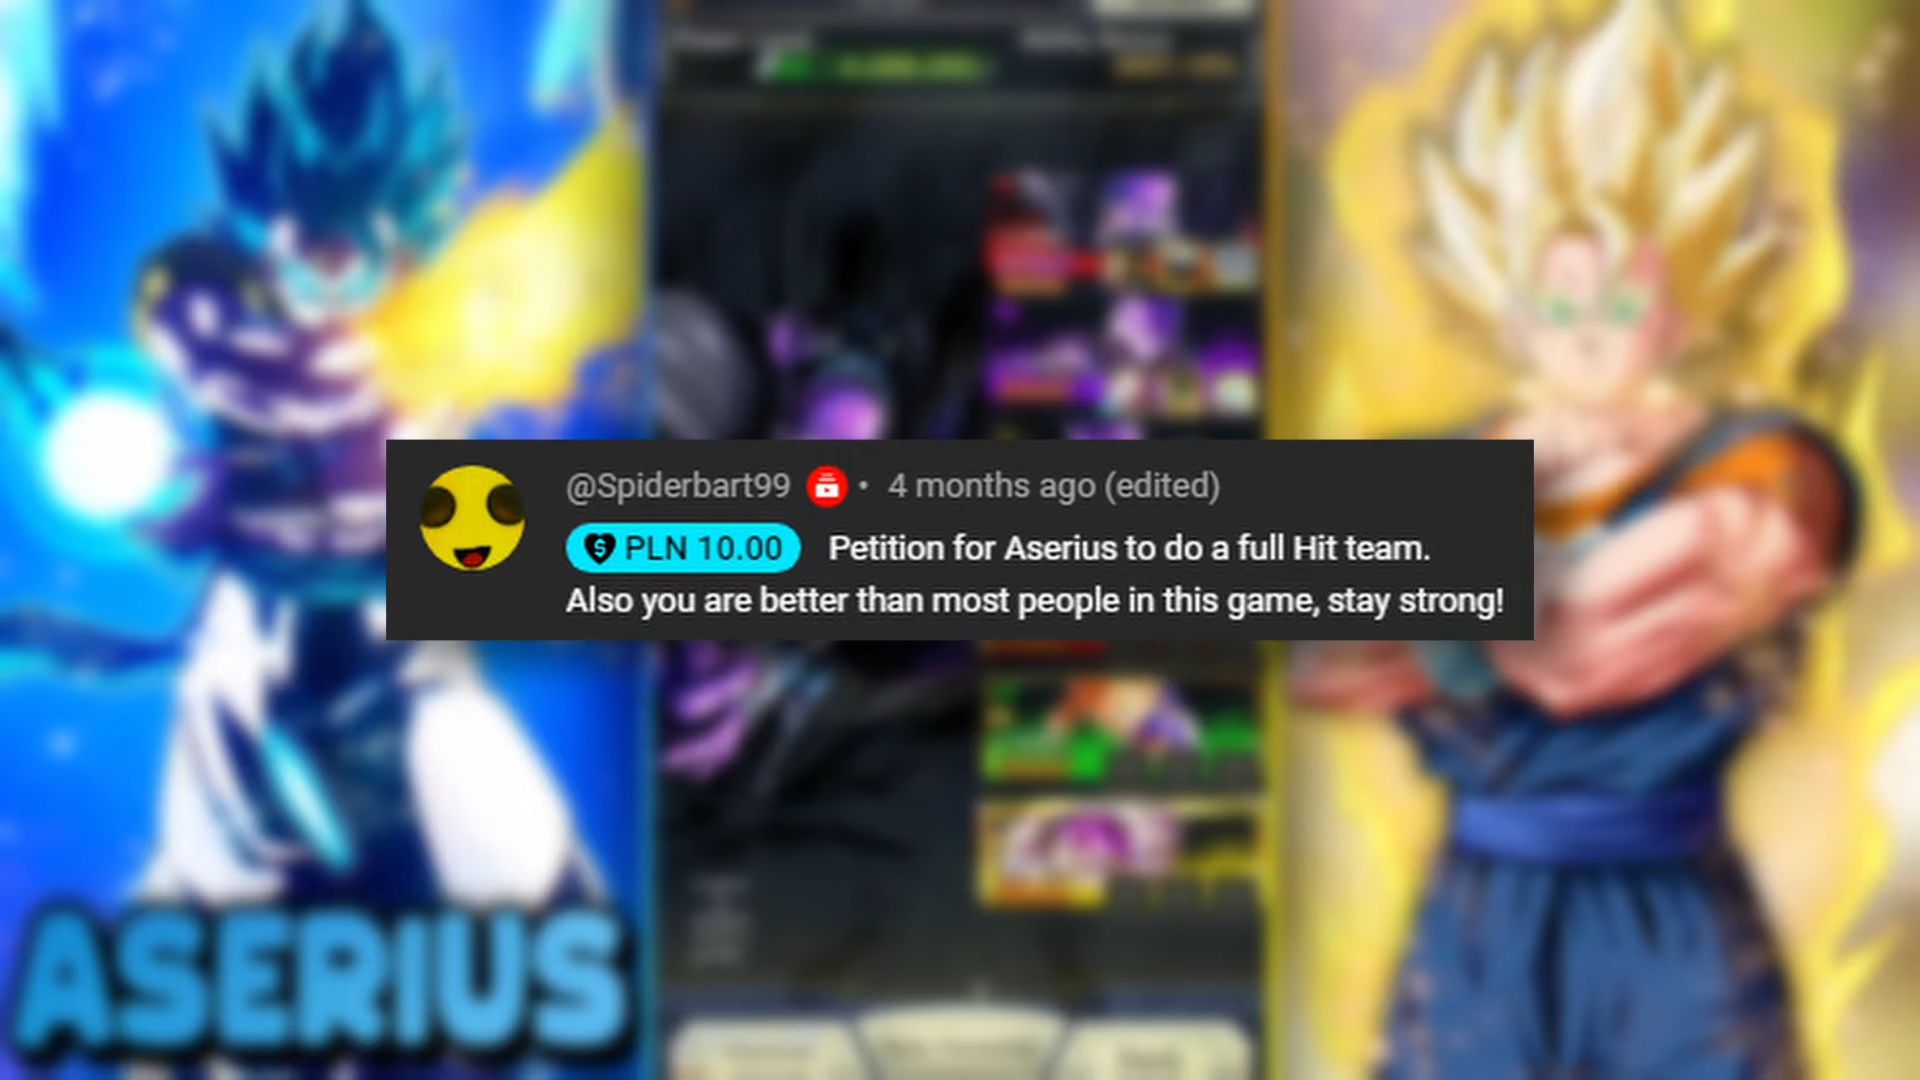 @Spiderbart99 • 4 months ago (edited)
PLN 10.00 Petition for Aserius to do a full Hit team.
Also you are better than most people in this game, stay strong!
ASERIUS